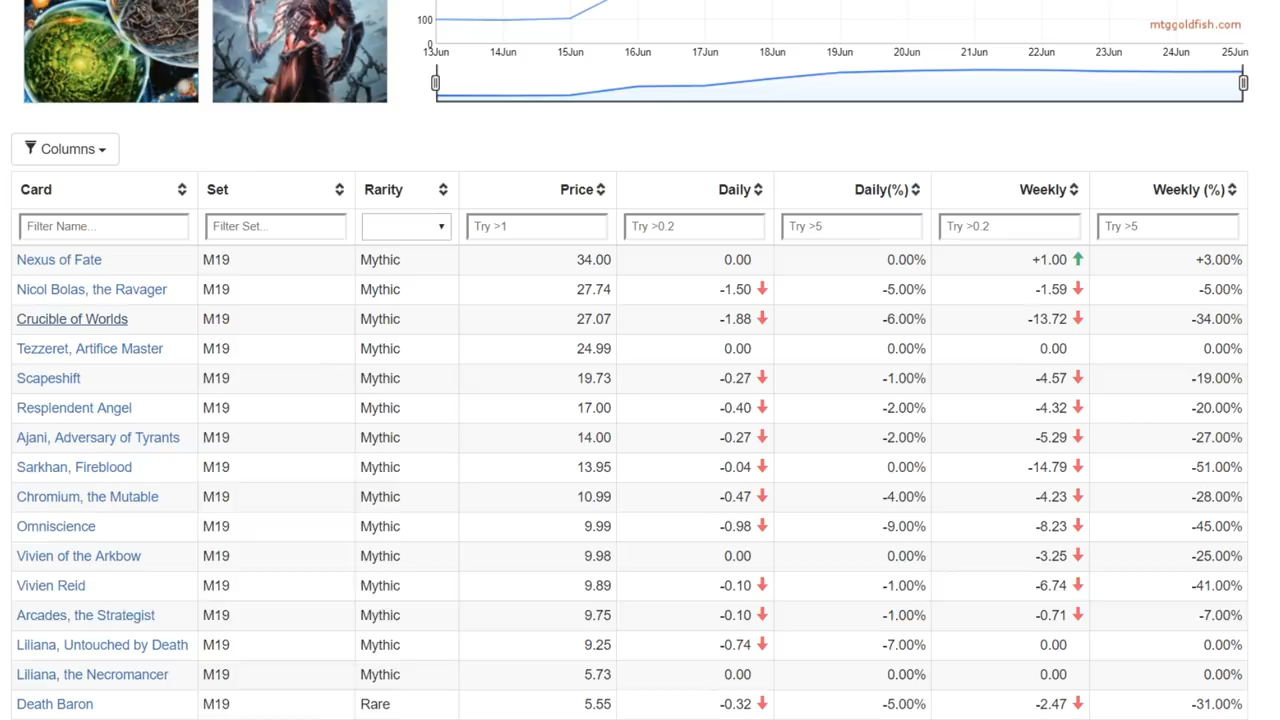 100
mtggoldfish.com
0
13Jun 14Jun 15Jun 16Jun 17Jun 18Jun 19Jun 20Jun 21Jun 22Jun 23Jun 24Jun 25Jun
Columns
Card Set Rarity Price Daily Daily(%) Weekly Weekly (%)
Filter Name... Filter Set... Try >1 Try >0.2 Try >5 Try >0.2 Try >5
Nexus of Fate M19 Mythic 34.00 0.00 0.00% +1.00 +3.00%
Nicol Bolas, the Ravager M19 Mythic 27.74 -1.50 -5.00% -1.59 -5.00%
Crucible of Worlds M19 Mythic 27.07 -1.88 -6.00% -13.72 -34.00%
Tezzeret, Artifice Master M19 Mythic 24.99 0.00 0.00% 0.00 0.00%
Scapeshift M19 Mythic 19.73 -0.27 -1.00% -4.57 -19.00%
Resplendent Angel M19 Mythic 17.00 -0.40 -2.00% -4.32 -20.00%
Ajani, Adversary of Tyrants M19 Mythic 14.00 -0.27 -2.00% -5.29 -27.00%
Sarkhan, Fireblood M19 Mythic 13.95 -0.04 0.00% -14.79 -51.00%
Chromium, the Mutable M19 Mythic 10.99 -0.47 -4.00% -4.23 -28.00%
Omniscience M19 Mythic 9.99 -0.98 -9.00% -8.23 -45.00%
Vivien of the Arkbow M19 Mythic 9.98 0.00 0.00% -3.25 -25.00%
Vivien Reid M19 Mythic 9.89 -0.10 -1.00% -6.74 -41.00%
Arcades, the Strategist M19 Mythic 9.75 -0.10 -1.00% -0.71 -7.00%
Liliana, Untouched by Death M19 Mythic 9.25 -0.74 -7.00% 0.00 0.00%
Liliana, the Necromancer M19 Mythic 5.73 0.00 0.00% 0.00 0.00%
Death Baron M19 Rare 5.55 -0.32 -5.00% -2.47 -31.00%